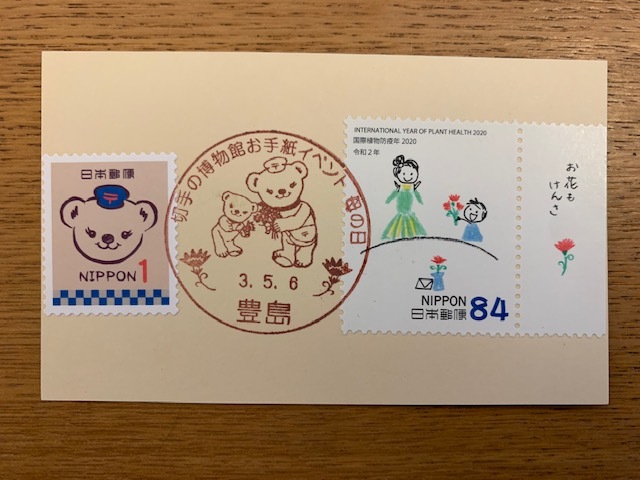 日本郵便
NIPPON 1
切手の博物館お手紙イベント 母の日
3.5.6
豊島
INTERNATIONAL YEAR OF PLANT HEALTH 2020
国際植物防疫年 2020
令和2年
NIPPON
日本郵便 84
お花も
けんさ